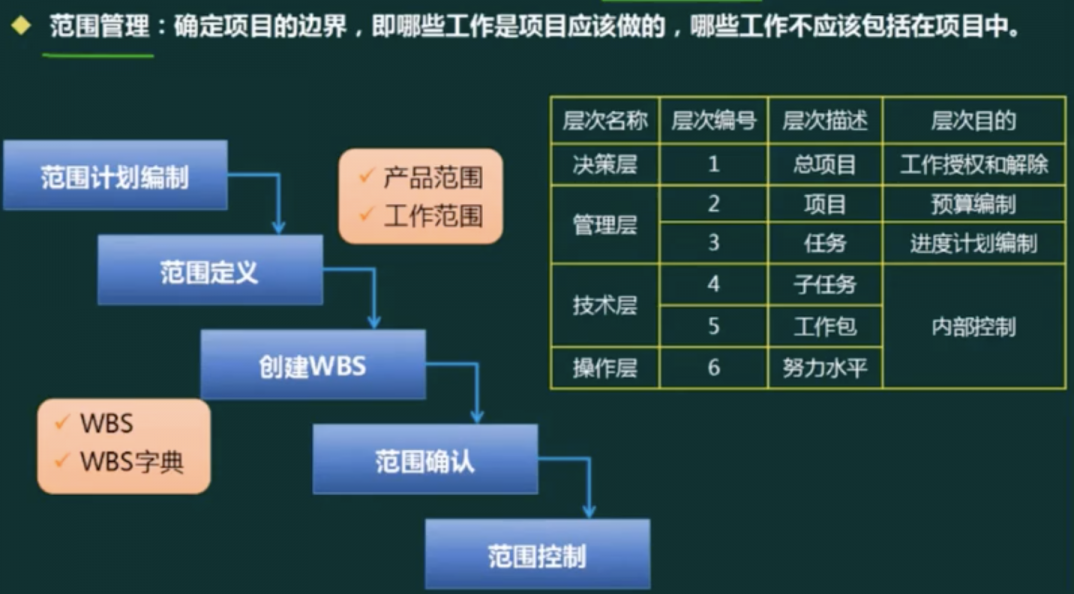 范围管理：确定项目的边界，即哪些工作是项目应该做的，哪些工作不应该包括在项目中。
范围计划编制
产品范围
工作范围
范围定义
创建WBS
WBS
WBS字典
范围确认
范围控制
层次名称 层次编号 层次描述 层次目的
决策层 1 总项目 工作授权和解除
管理层 2 项目 预算编制
3 任务 进度计划编制
技术层 4 子任务 内部控制
5 工作包
操作层 6 努力水平